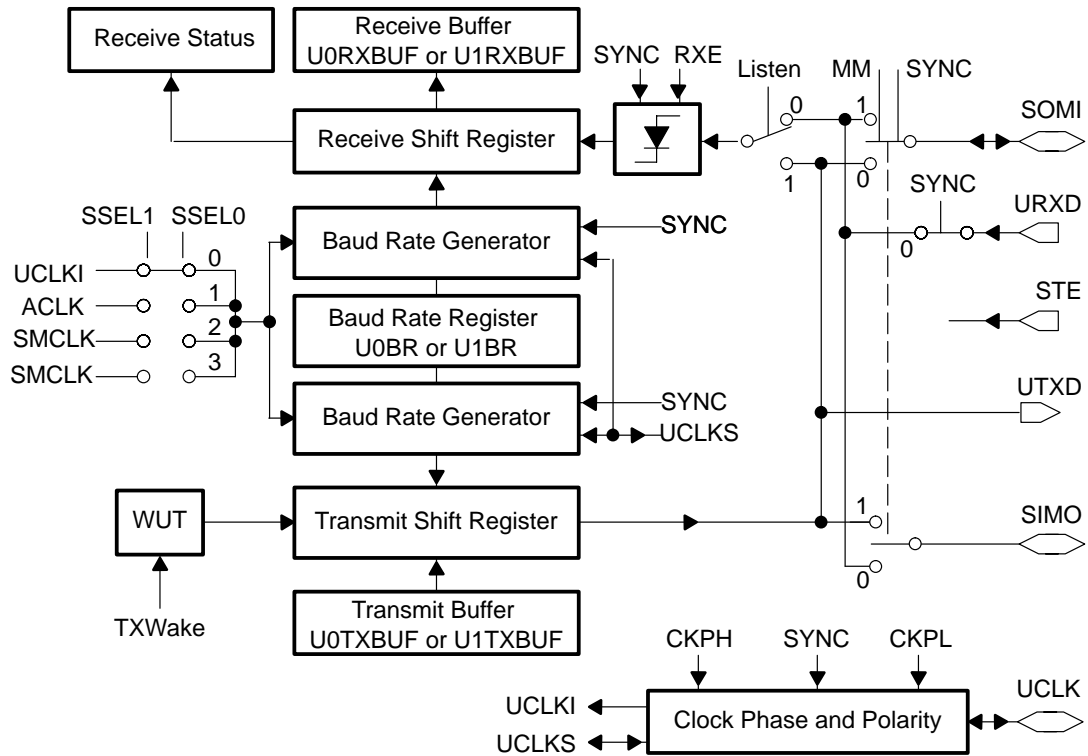 Receive Status
Receive Buffer
U0RXBUF or U1RXBUF
SYNC RXE
Listen
MM
SYNC
0
1
SOMI
Receive Shift Register
1
0
SYNC
URXD
0
SSEL1 SSEL0
Baud Rate Generator
SYNC
UCLKI
0
ACLK
1
SMCLK
2
SMCLK
3
Baud Rate Register
U0BR or U1BR
STE
Baud Rate Generator
SYNC
UCLKS
UTXD
WUT
Transmit Shift Register
1
SIMO
0
TXWake
Transmit Buffer
U0TXBUF or U1TXBUF
CKPH SYNC CKPL
UCLK
UCLKI
UCLKS
Clock Phase and Polarity